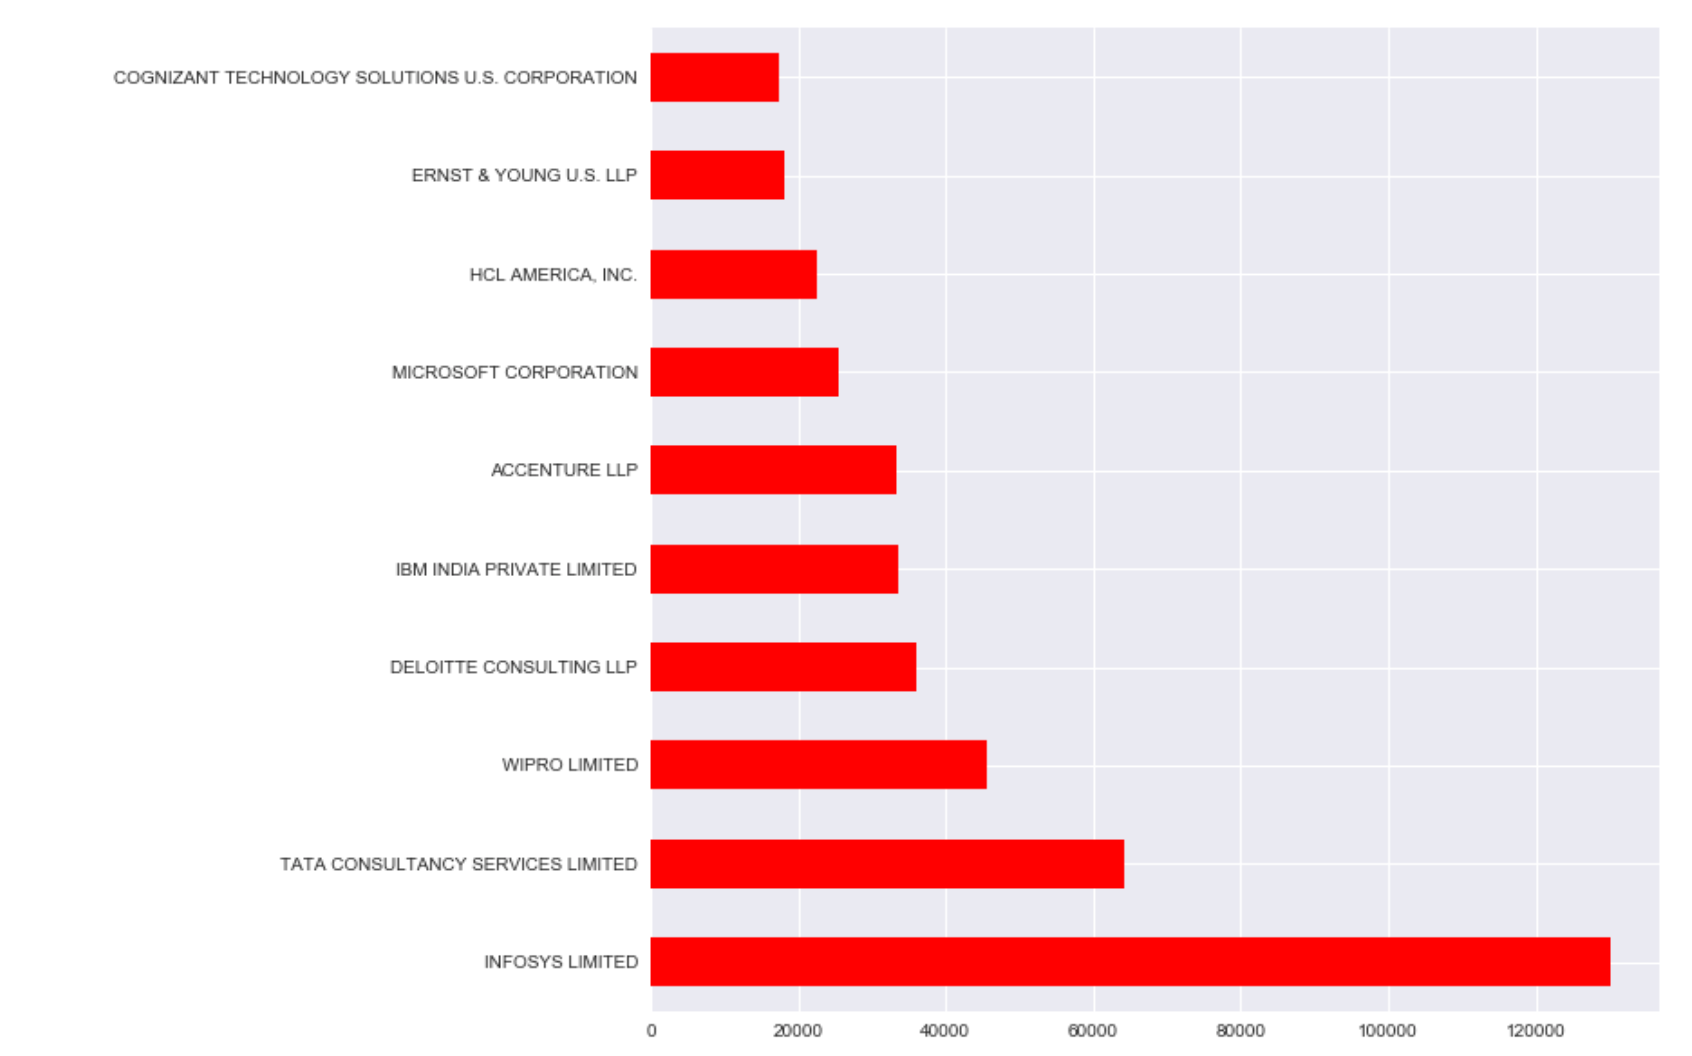 COGNIZANT TECHNOLOGY SOLUTIONS U.S. CORPORATION
ERNST & YOUNG U.S. LLP
HCL AMERICA, INC.
MICROSOFT CORPORATION
ACCENTURE LLP
IBM INDIA PRIVATE LIMITED
DELOITTE CONSULTING LLP
WIPRO LIMITED
TATA CONSULTANCY SERVICES LIMITED
INFOSYS LIMITED
0 20000 40000 60000 80000 100000 120000